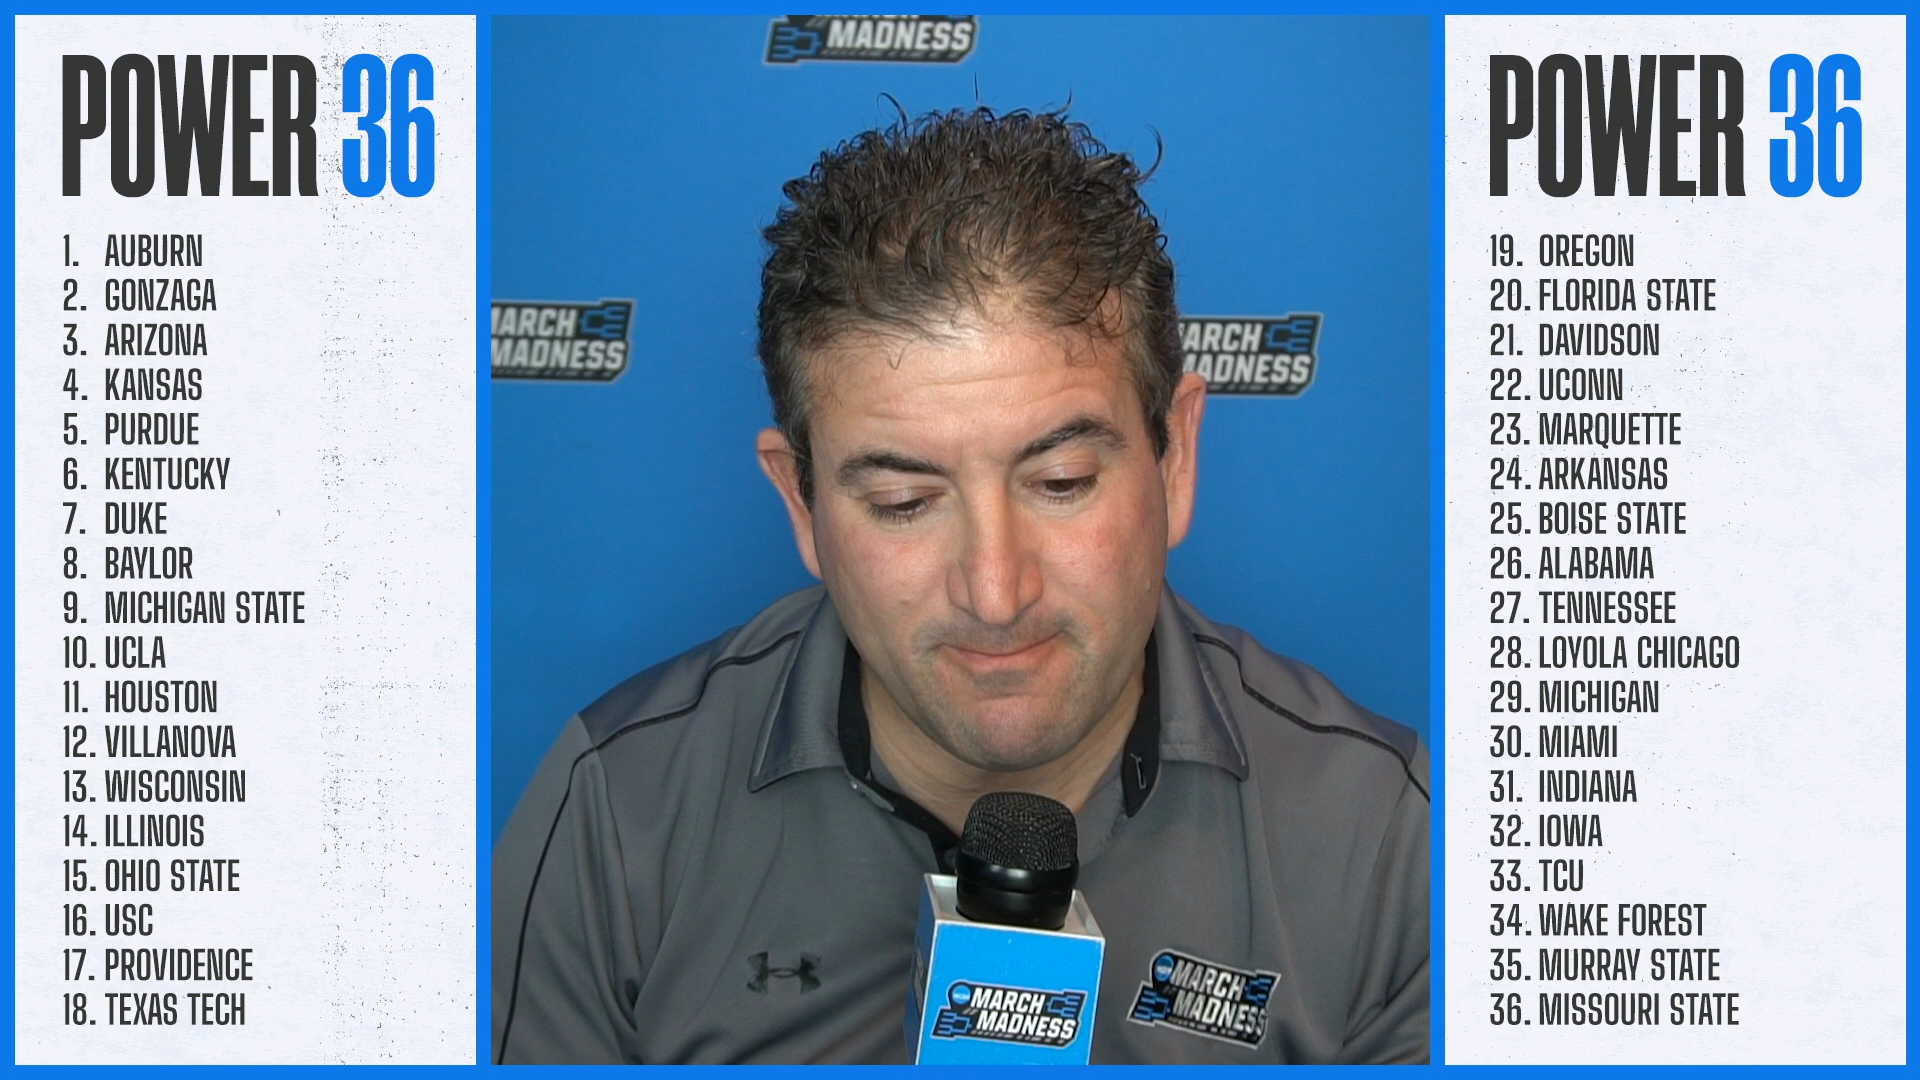 POWER 36
1. AUBURN
2. GONZAGA
3. ARIZONA
4. KANSAS
5. PURDUE
6. KENTUCKY
7. DUKE
8. BAYLOR
9. MICHIGAN STATE
10. UCLA
11. HOUSTON
12. VILLANOVA
13. WISCONSIN
14. ILLINOIS
15. OHIO STATE
16. USC
17. PROVIDENCE
18. TEXAS TECH
MADNESS
MARCH
MADNESS
MARCH
MADNESS
MARCH
MADNESS
MARCH
MADNESS
POWER 36
19. OREGON
20. FLORIDA STATE
21. DAVIDSON
22. UCONN
23. MARQUETTE
24. ARKANSAS
25. BOISE STATE
26. ALABAMA
27. TENNESSEE
28. LOYOLA CHICAGO
29. MICHIGAN
30. MIAMI
31. INDIANA
32. IOWA
33. TCU
34. WAKE FOREST
35. MURRAY STATE
36. MISSOURI STATE